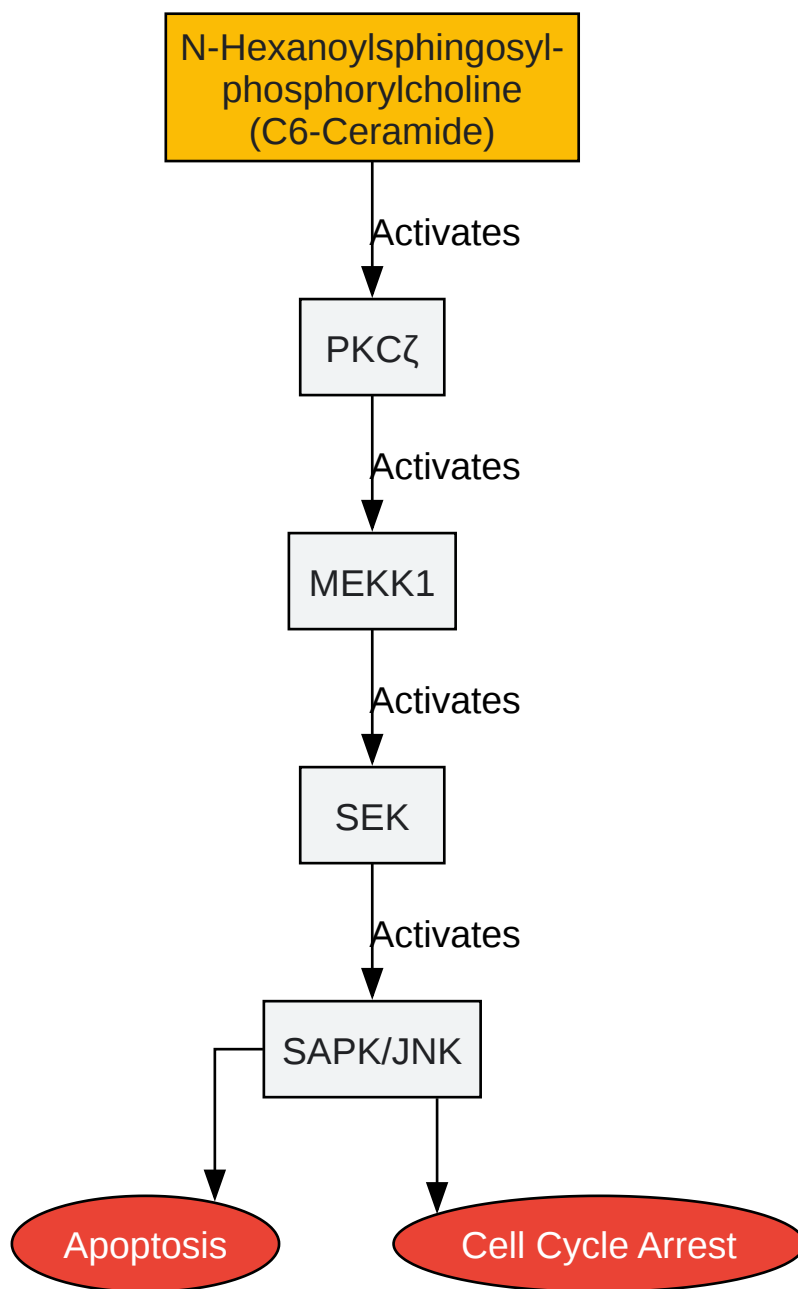 N-Hexanoylsphingosyl-
phosphorylcholine
(C6-Ceramide)
Activates
PKCζ
Activates
MEKK1
Activates
SEK
Activates
SAPK/JNK
Apoptosis
Cell Cycle Arrest